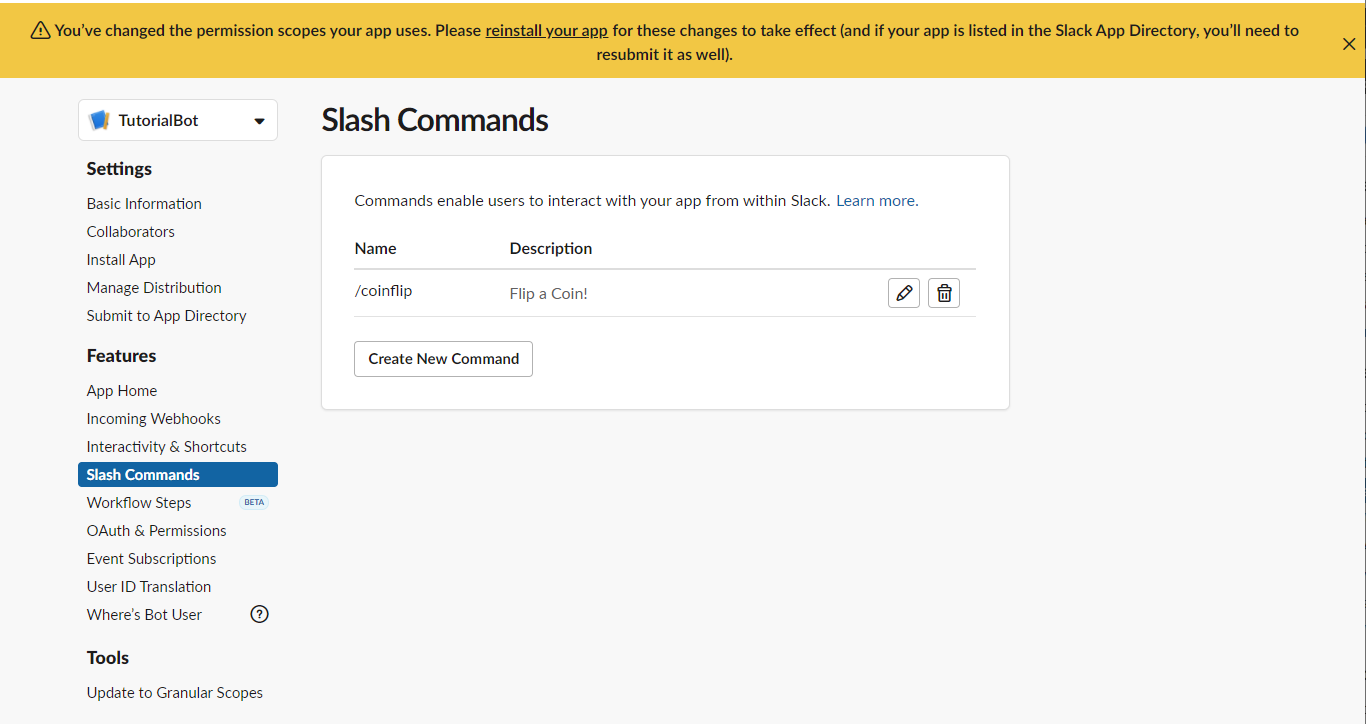 You've changed the permission scopes your app uses. Please reinstall your app for these changes to take effect (and if your app is listed in the Slack App Directory, you'll need to
resubmit it as well).
TutorialBot
Settings
Basic Information
Collaborators
Install App
Manage Distribution
Submit to App Directory
Features
App Home
Incoming Webhooks
Interactivity & Shortcuts
Slash Commands
Workflow Steps BETA
OAuth & Permissions
Event Subscriptions
User ID Translation
Where's Bot User ?
Tools
Update to Granular Scopes
Slash Commands
Commands enable users to interact with your app from within Slack. Learn more.
Name Description
/coinflip Flip a Coin!
Create New Command